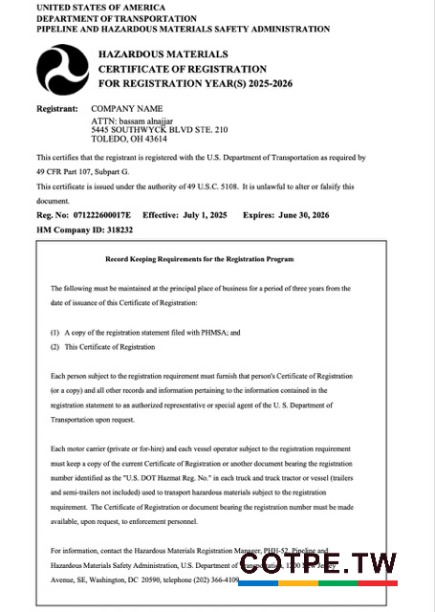 UNITED STATES OF AMERICA
DEPARTMENT OF TRANSPORTATION
PIPELINE AND HAZARDOUS MATERIALS SAFETY ADMINISTRATION
HAZARDOUS MATERIALS
CERTIFICATE OF REGISTRATION
FOR REGISTRATION YEAR(S) 2025-2026
Registrant: COMPANY NAME
ATTN: bassam alnajjar
5445 SOUTHWYCK BLVD STE. 210
TOLEDO, OH 43614
This certifies that the registrant is registered with the U.S. Department of Transportation as required by
49 CFR Part 107, Subpart G.
This certificate is issued under the authority of 49 U.S.C. 5108. It is unlawful to alter or falsify this
document.
Reg. No: 071222600017E Effective: July 1, 2025 Expires: June 30, 2026
HM Company ID: 318232
Record Keeping Requirements for the Registration Program
The following must be maintained at the principal place of business for a period of three years from the
date of issuance of this Certificate of Registration:
(1) A copy of the registration statement filed with PHMSA; and
(2) This Certificate of Registration
Each person subject to the registration requirement must furnish that person's Certificate of Registration
(or a copy) and all other records and information pertaining to the information contained in the
registration statement to an authorized representative or special agent of the U. S. Department of
Transportation upon request.
Each motor carrier (private or for-hire) and each vessel operator subject to the registration requirement
must keep a copy of the current Certificate of Registration or another document bearing the registration
number identified as the "U.S. DOT Hazmat Reg. No." in each truck and truck tractor or vessel (trailers
and semi-trailers not included) used to transport hazardous materials subject to the registration
requirement. The Certificate of Registration or document bearing the registration number must be made
available, upon request, to enforcement personnel.
For information, contact the Hazardous Materials Registration Manager, PHH-52, Pipeline and
Hazardous Materials Safety Administration, U.S. Department of Transportation, 1200 New Jersey
Avenue, SE, Washington, DC 20590, telephone (202) 366-4109.
COTPE.TW